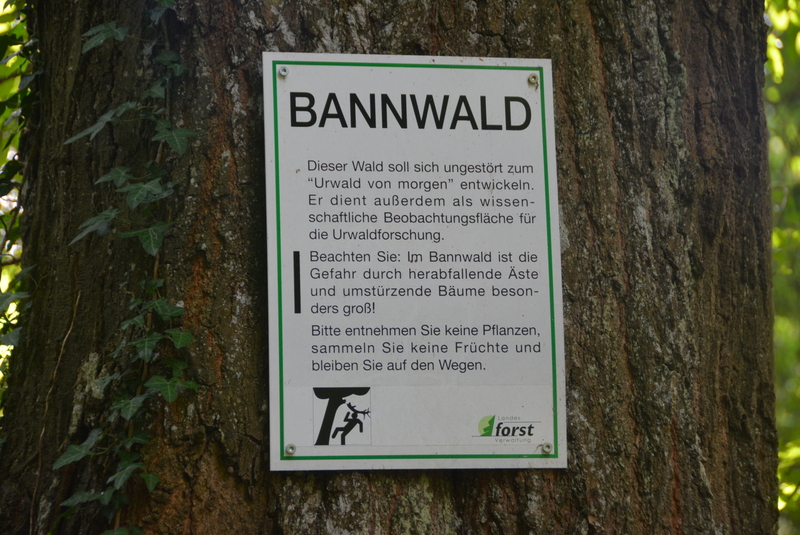 BANNWALD
Dieser Wald soll sich ungestört zum
“Urwald von morgen” entwickeln.
Er dient außerdem als wissen-
schaftliche Beobachtungsfläche für
die Urwaldforschung.
Beachten Sie: Im Bannwald ist die
Gefahr durch herabfallende Äste
und umstürzende Bäume beson-
ders groß!
Bitte entnehmen Sie keine Pflanzen,
sammeln Sie keine Früchte und
bleiben Sie auf den Wegen.
Landes
forst
Verwaltung